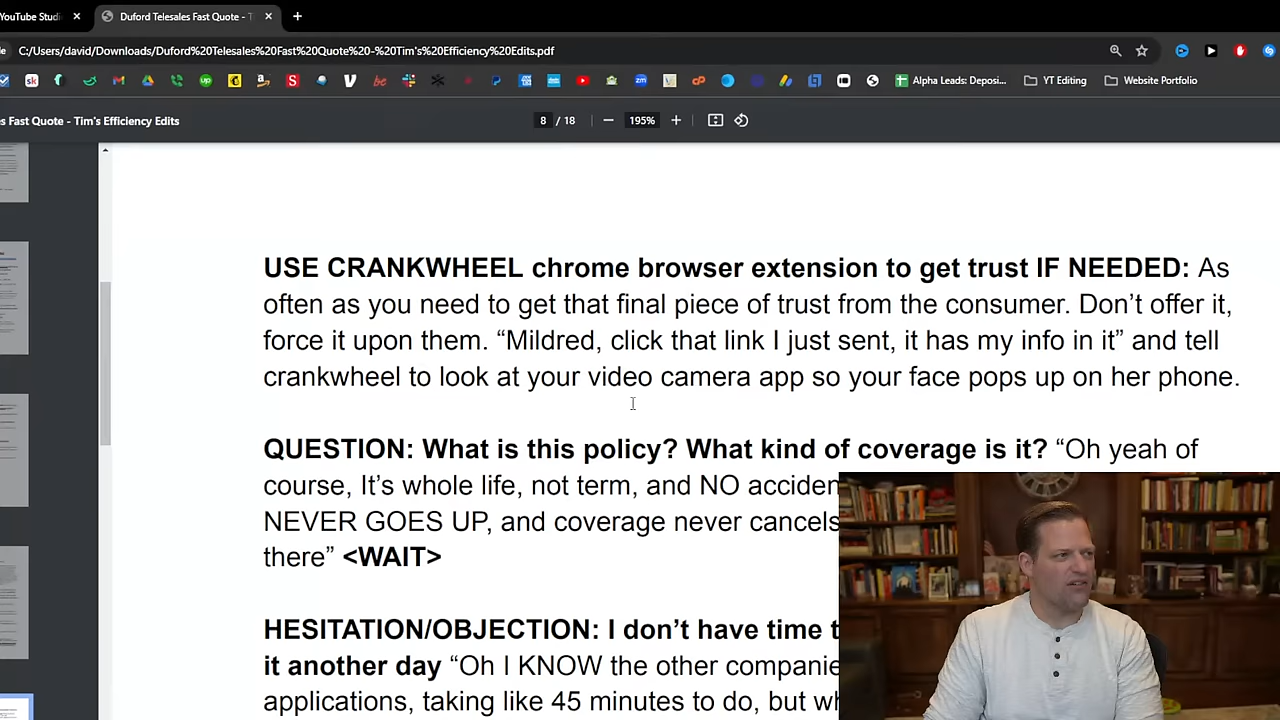 YouTube Studi
Duford Telesales Fast Quote - T
C:/Users/david/Downloads/Duford%20Telesales%20Fast%20Quote%20-%20Tim's%20Efficiency%20Edits.pdf
Alpha Leads: Deposi...
YT Editing
Website Portfolio
s Fast Quote - Tim's Efficiency Edits
8 / 18
195%
USE CRANKWHEEL chrome browser extension to get trust IF NEEDED: As
often as you need to get that final piece of trust from the consumer. Don’t offer it,
force it upon them. “Mildred, click that link I just sent, it has my info in it” and tell
crankwheel to look at your video camera app so your face pops up on her phone.
QUESTION: What is this policy? What kind of coverage is it? “Oh yeah of
course, It’s whole life, not term, and NO acciden
NEVER GOES UP, and coverage never cancels
there” <WAIT>
HESITATION/OBJECTION: I don’t have time t
it another day “Oh I KNOW the other companie
applications, taking like 45 minutes to do, but wh